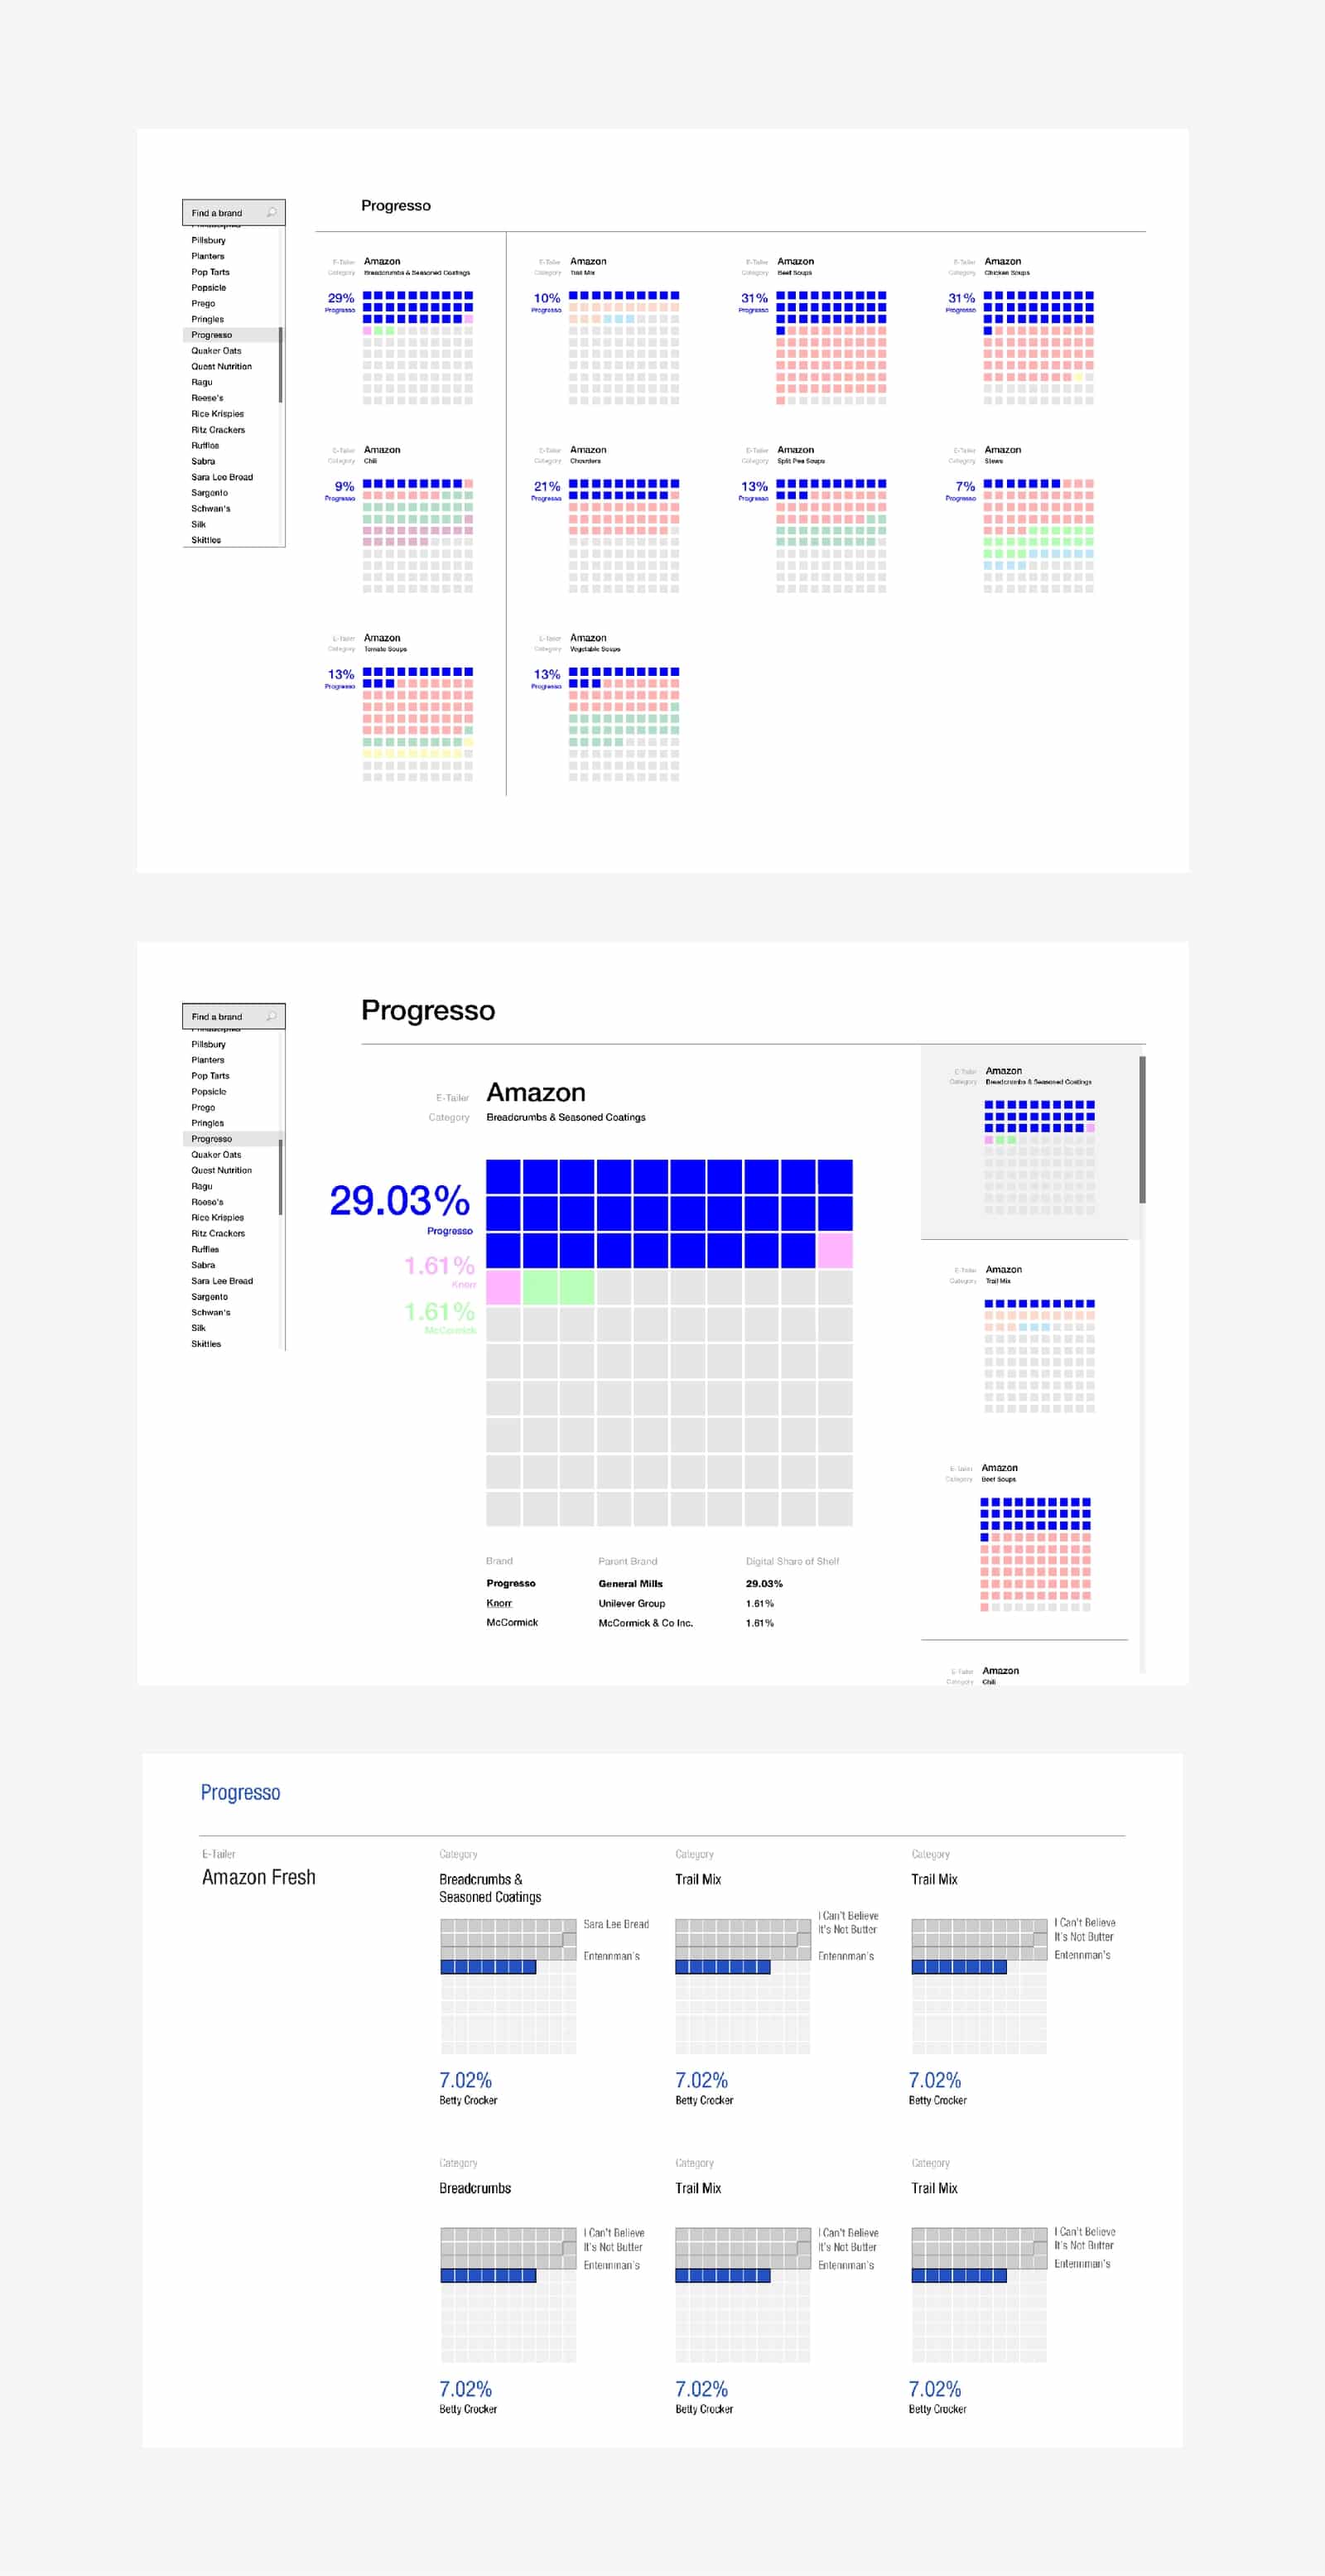 Progresso
Find a brand
Pillsbury
Planters
Pop Tarts
Popsicle
Prego
Pringles
Progresso
Quaker Oats
Quest Nutrition
Ragu
Reese's
Rice Krispies
Ritz Crackers
Ruffles
Sabra
Sara Lee Bread
Sargento
Schwan's
Silk
Skittles
E-Tailer Amazon
Category Breadcrumbs & Seasoned Coatings
29%
Progresso
E-Tailer Amazon
Category Trail Mix
10%
Progresso
E-Tailer Amazon
Category Beef Soups
31%
Progresso
E-Tailer Amazon
Category Chicken Soups
31%
Progresso
E-Tailer Amazon
Category Chili
9%
Progresso
E-Tailer Amazon
Category Chowders
21%
Progresso
E-Tailer Amazon
Category Split Pea Soups
13%
Progresso
E-Tailer Amazon
Category Stews
7%
Progresso
E-Tailer Amazon
Category Tomato Soups
13%
Progresso
E-Tailer Amazon
Category Vegetable Soups
13%
Progresso
Progresso
Find a brand
Philadelphia
Pillsbury
Planters
Pop Tarts
Popsicle
Prego
Pringles
Progresso
Quaker Oats
Quest Nutrition
Ragu
Reese's
Rice Krispies
Ritz Crackers
Ruffles
Sabra
Sara Lee Bread
Sargento
Schwan's
Silk
Skittles
E-Tailer Amazon
Category Breadcrumbs & Seasoned Coatings
29.03%
Progresso
1.61%
Knorr
1.61%
McCormick
Brand Parent Brand Digital Share of Shelf
Progresso General Mills 29.03%
Knorr Unilever Group 1.61%
McCormick McCormick & Co Inc. 1.61%
E-Tailer Amazon
Category Breadcrumbs & Seasoned Coatings
E-Tailer Amazon
Category Trail Mix
E-Tailer Amazon
Category Beef Soups
E-Tailer Amazon
Category Chili
Progresso
E-Tailer
Amazon Fresh
Category
Breadcrumbs &
Seasoned Coatings
Sara Lee Bread
Entennman's
7.02%
Betty Crocker
Category
Trail Mix
I Can't Believe
It's Not Butter
Entennman's
7.02%
Betty Crocker
Category
Trail Mix
I Can't Believe
It's Not Butter
Entennman's
7.02%
Betty Crocker
Category
Breadcrumbs
I Can't Believe
It's Not Butter
Entennman's
7.02%
Betty Crocker
Category
Trail Mix
I Can't Believe
It's Not Butter
Entennman's
7.02%
Betty Crocker
Category
Trail Mix
I Can't Believe
It's Not Butter
Entennman's
7.02%
Betty Crocker